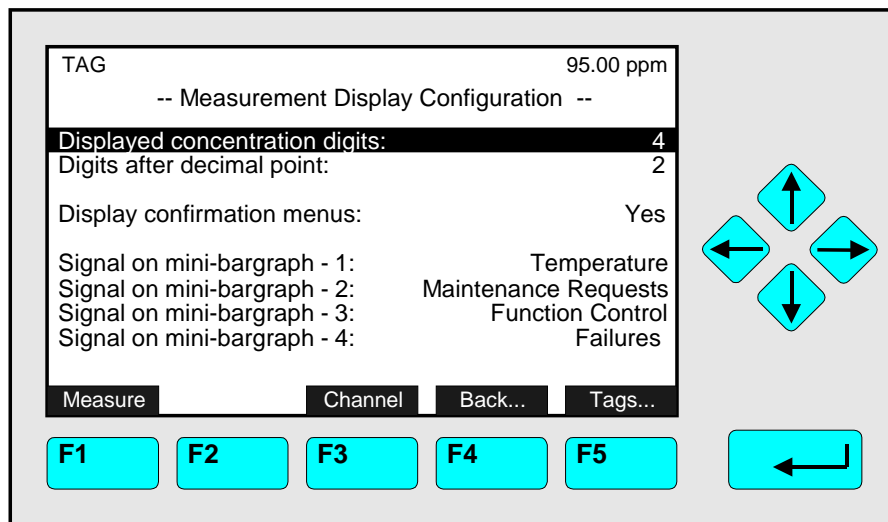 TAG 95.00 ppm
-- Measurement Display Configuration --
Displayed concentration digits: 4
Digits after decimal point: 2
Display confirmation menus: Yes
Signal on mini-bargraph - 1: Temperature
Signal on mini-bargraph - 2: Maintenance Requests
Signal on mini-bargraph - 3: Function Control
Signal on mini-bargraph - 4: Failures
Measure Channel Back... Tags...
F1 F2 F3 F4 F5